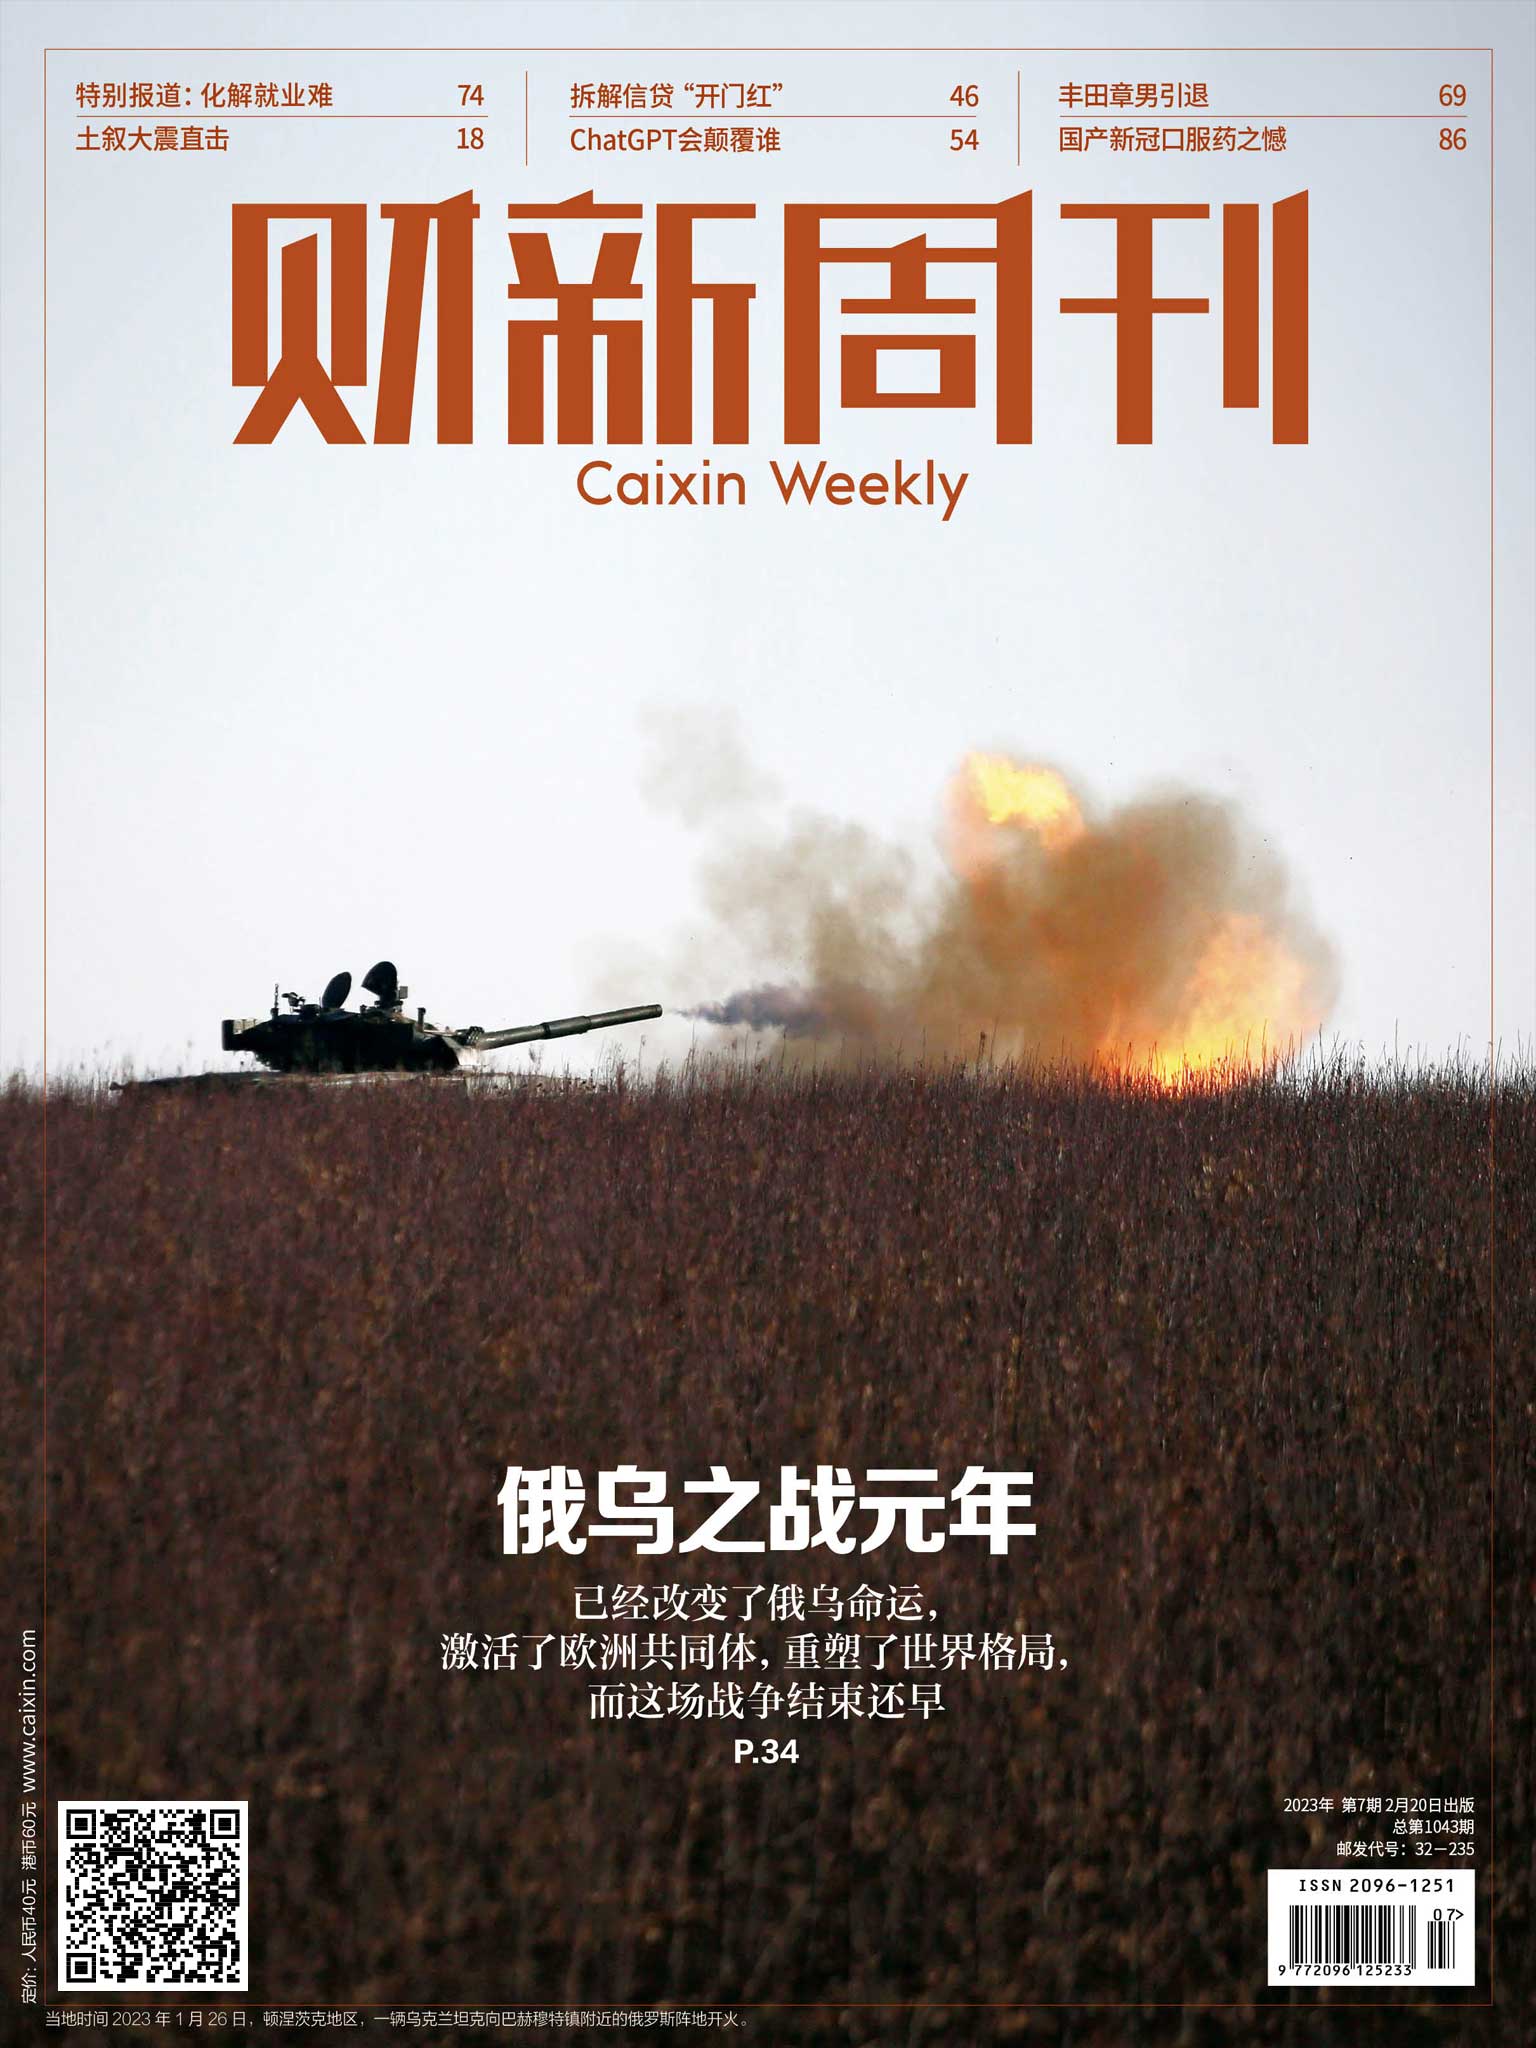 特别报道：化解就业难 74
土叙大震直击 18
拆解信贷“开门红” 46
ChatGPT会颠覆谁 54
丰田章男引退 69
国产新冠口服药之憾 86
财新周刊
Caixin Weekly
俄乌之战元年
已经改变了俄乌命运，
激活了欧洲共同体，重塑了世界格局，
而这场战争结束还早
P.34
定价：人民币40元 港币60元 www.caixin.com
2023年 第7期 2月20日出版
总第1043期
邮发代号：32－235
ISSN 2096-1251
07>
9 772096 125233
当地时间 2023 年 1 月 26 日，顿涅茨克地区，一辆乌克兰坦克向巴赫穆特镇附近的俄罗斯阵地开火。